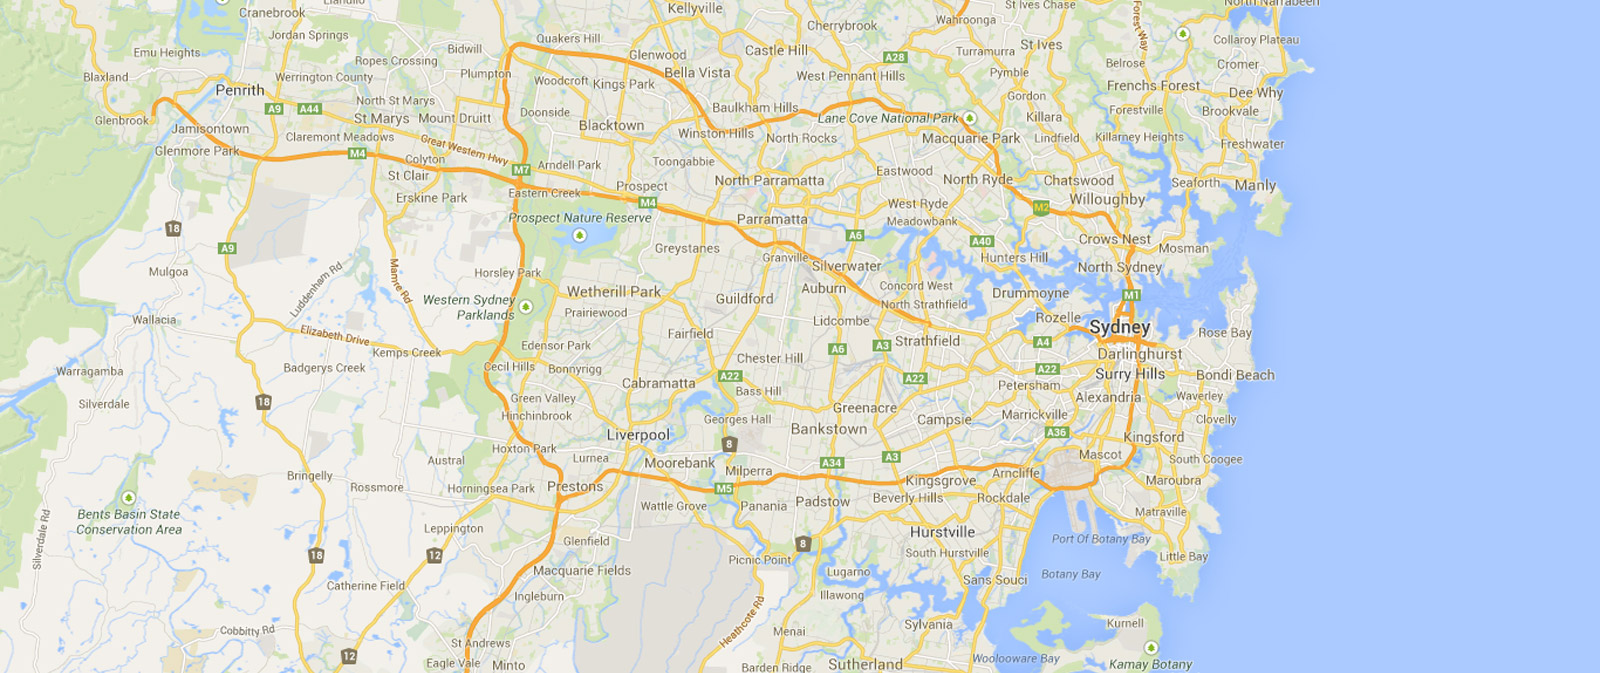 Llandilo
Kellyville
St Ives Chase
North Narrabeen
Cranebrook
Cherrybrook
Wahroonga
Forest Way
Jordan Springs
Quakers Hill
Castle Hill
St Ives
Collaroy Plateau
Emu Heights
Bidwill
Glenwood
Turramurra
Ropes Crossing
A28
Belrose
Cromer
Blaxland
Werrington County
Plumpton
Bella Vista
West Pennant Hills
Pymble
Woodcroft
Kings Park
Frenchs Forest
Penrith
Dee Why
North St Marys
Gordon
A9
A44
Doonside
Baulkham Hills
Forestville
Brookvale
Glenbrook
St Marys
Mount Druitt
Lane Cove National Park
Killara
Jamisontown
Blacktown
Winston Hills
North Rocks
Macquarie Park
Lindfield
Killarney Heights
Claremont Meadows
Great Western Hwy
Freshwater
Glenmore Park
M4
Colyton
Arndell Park
Toongabbie
St Clair
M7
Eastwood
North Parramatta
North Ryde
Chatswood
Seaforth
Manly
Eastern Creek
Prospect
Erskine Park
M4
West Ryde
Willoughby
M2
Prospect Nature Reserve
Parramatta
Meadowbank
18
A6
A40
Crows Nest
A9
Greystanes
Mosman
Granville
Hunters Hill
Mulgoa
Luddenham Rd
Mamre Rd
Horsley Park
Silverwater
North Sydney
Auburn
Concord West
Wetherill Park
Drummoyne
M1
Western Sydney
Parklands
Guildford
North Strathfield
Prairiewood
Wallacia
Lidcombe
Rozelle
Sydney
Elizabeth Drive
Fairfield
Rose Bay
Strathfield
A4
Kemps Creek
Edensor Park
A6
A3
Darlinghurst
Chester Hill
Badgerys Creek
Cecil Hills
Bonnyrigg
A22
Surry Hills
Bondi Beach
Warragamba
Cabramatta
A22
A22
Petersham
Bass Hill
Alexandria
Waverley
Silverdale
18
Green Valley
Greenacre
Hinchinbrook
Georges Hall
Campsie
Marrickville
Clovelly
Bankstown
Liverpool
A36
Kingsford
8
Hoxton Park
Mascot
Austral
Lurnea
Moorebank
A34
A3
South Coogee
Milperra
Bringelly
Arncliffe
Rossmore
Horningsea Park
Prestons
M5
Kingsgrove
Maroubra
Beverly Hills
Rockdale
Bents Basin State
Conservation Area
Wattle Grove
Panania
Padstow
Matraville
Silverdale Rd
Leppington
Hurstville
Glenfield
8
Port Of Botany Bay
18
12
Picnic Point
South Hurstville
Little Bay
Macquarie Fields
Lugarno
Botany Bay
Catherine Field
Sans Souci
Ingleburn
Illawong
Heathcote Rd
Cobbitty Rd
Menai
Sylvania
Kurnell
St Andrews
12
Woolooware Bay
Eagle Vale
Minto
Barden Ridge
Sutherland
Kamay Botany